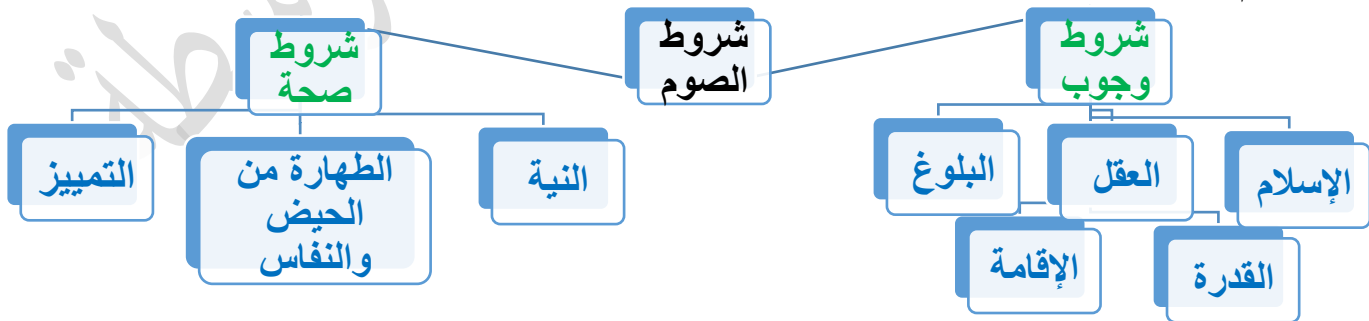 شروط
الصوم
شروط
وجوب
الإسلام
العقل
البلوغ
القدرة
الإقامة
شروط
صحة
النية
الطهارة من
الحيض
والنفاس
التمييز